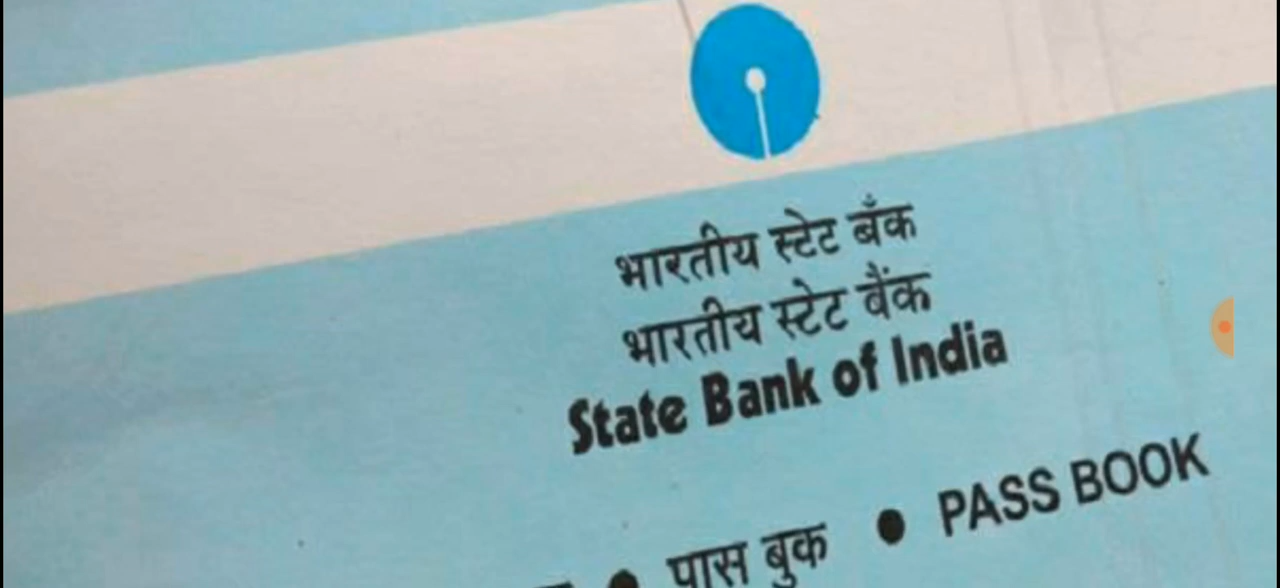 भारतीय स्टेट बँक
भारतीय स्टेट बैंक
State Bank of India
• पास बुक • PASS BOOK